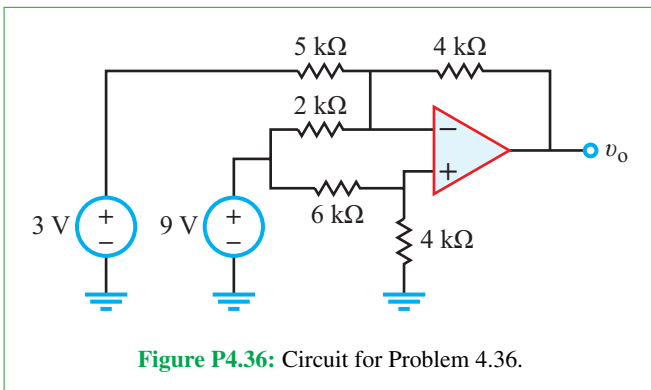 5 kΩ 4 kΩ
2 kΩ
−
vo
+
6 kΩ
3 V + − 9 V + −
4 kΩ
Figure P4.36: Circuit for Problem 4.36.